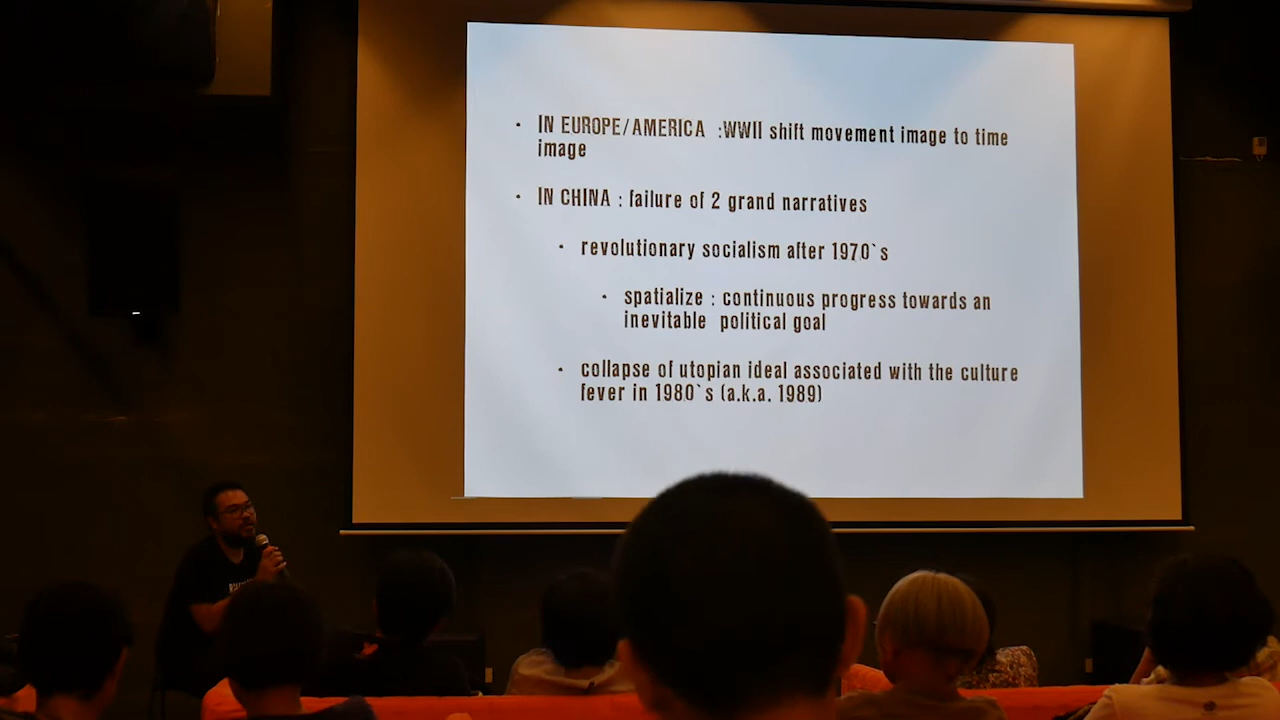 • IN EUROPE/AMERICA :WWII shift movement image to time
image
• IN CHINA : failure of 2 grand narratives
• revolutionary socialism after 1970`s
• spatialize : continuous progress towards an
inevitable political goal
• collapse of utopian ideal associated with the culture
fever in 1980`s (a.k.a. 1989)